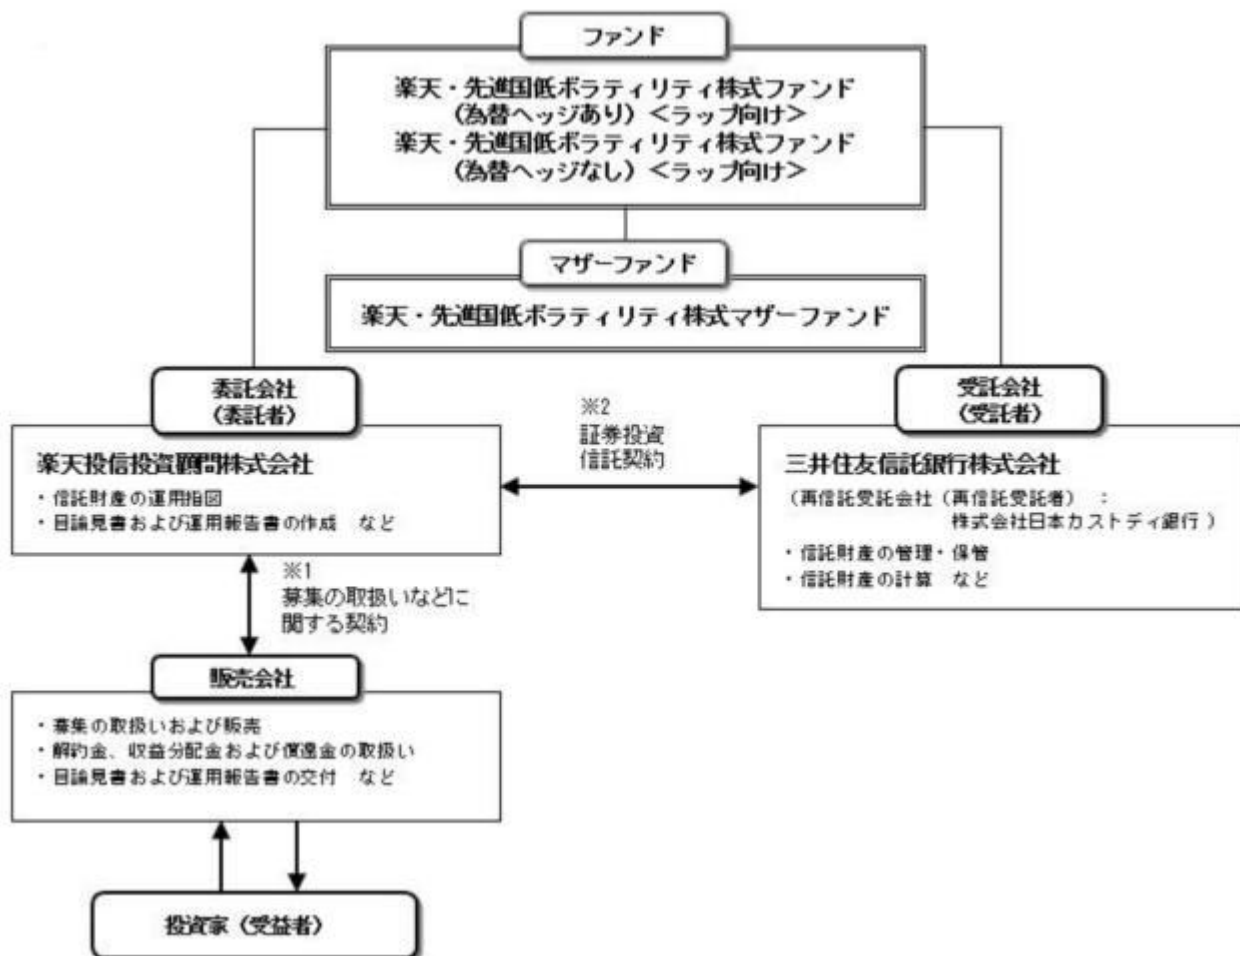 ファンド
楽天・先進国低ボラティリティ株式ファンド
（為替ヘッジあり）＜ラップ向け＞
楽天・先進国低ボラティリティ株式ファンド
（為替ヘッジなし）＜ラップ向け＞
マザーファンド
楽天・先進国低ボラティリティ株式マザーファンド
委託会社
（委託者）
楽天投信投資顧問株式会社
・信託財産の運用指図
・目論見書および運用報告書の作成　など
※2
証券投資
信託契約
受託会社
（受託者）
三井住友信託銀行株式会社
（再信託受託会社（再信託受託者）：
株式会社日本カストディ銀行）
・信託財産の管理・保管
・信託財産の計算　など
※1
募集の取扱いなどに
関する契約
販売会社
・募集の取扱いおよび販売
・解約金、収益分配金および償還金の取扱い
・目論見書および運用報告書の交付　など
投資家（受益者）